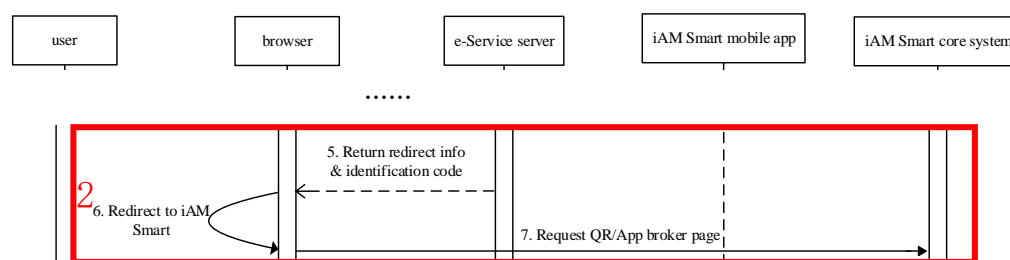 user
browser
e-Service server
iAM Smart mobile app
iAM Smart core system
……
2
5. Return redirect info
& identification code
6. Redirect to iAM
Smart
7. Request QR/App broker page